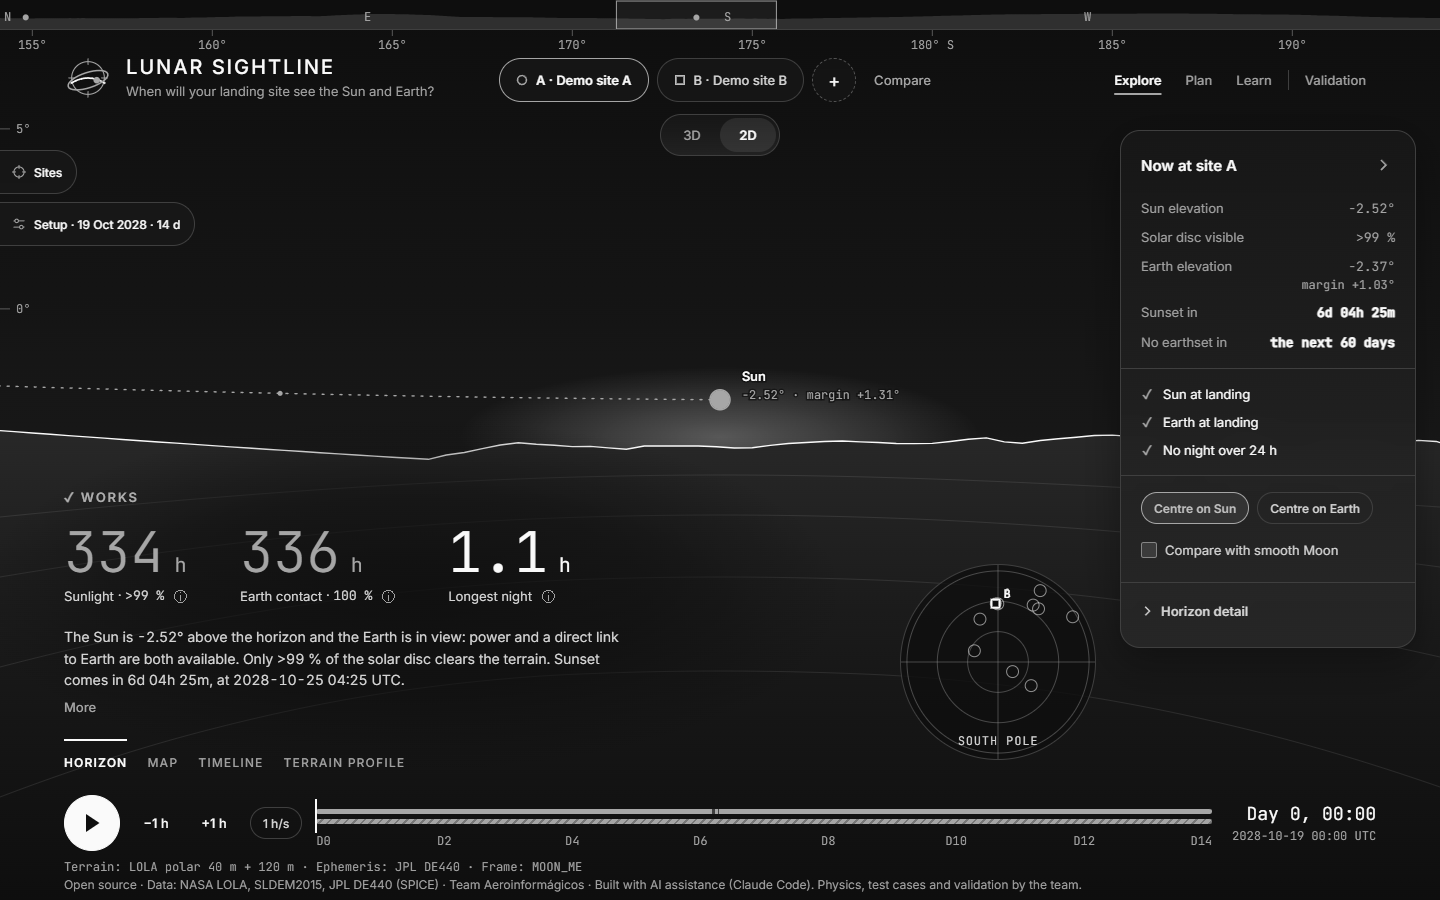 N E S W
155° 160° 165° 170° 175° 180° S 185° 190°
LUNAR SIGHTLINE
When will your landing site see the Sun and Earth?
A · Demo site A
B · Demo site B
+
Compare
Explore Plan Learn Validation
3D 2D
5°
Sites
Setup · 19 Oct 2028 · 14 d
0°
Sun
-2.52° · margin +1.31°
Now at site A
Sun elevation -2.52°
Solar disc visible >99 %
Earth elevation -2.37°
margin +1.03°
Sunset in 6d 04h 25m
No earthset in the next 60 days
✓ Sun at landing
✓ Earth at landing
✓ No night over 24 h
Centre on Sun Centre on Earth
Compare with smooth Moon
Horizon detail
✓ WORKS
334 h 336 h 1.1 h
Sunlight · >99 % ⓘ Earth contact · 100 % ⓘ Longest night ⓘ
The Sun is -2.52° above the horizon and the Earth is in view: power and a direct link
to Earth are both available. Only >99 % of the solar disc clears the terrain. Sunset
comes in 6d 04h 25m, at 2028-10-25 04:25 UTC.
More
B
SOUTH POLE
HORIZON MAP TIMELINE TERRAIN PROFILE
−1 h +1 h 1 h/s
D0 D2 D4 D6 D8 D10 D12 D14
Day 0, 00:00
2028-10-19 00:00 UTC
Terrain: LOLA polar 40 m + 120 m · Ephemeris: JPL DE440 · Frame: MOON_ME
Open source · Data: NASA LOLA, SLDEM2015, JPL DE440 (SPICE) · Team Aeroinformágicos · Built with AI assistance (Claude Code). Physics, test cases and validation by the team.